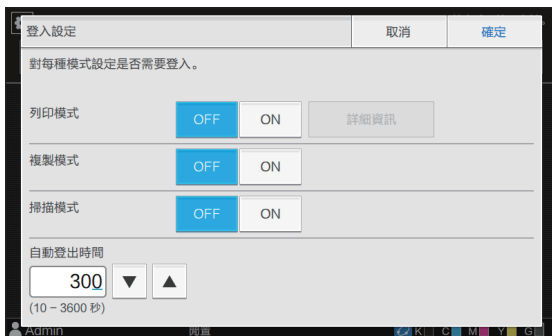 登入設定 取消 確定
對每種模式設定是否需要登入。
列印模式 OFF ON 詳細資訊
複製模式 OFF ON
掃描模式 OFF ON
自動登出時間
300 ▼ ▲
(10 – 3600 秒)
Admin 閒置 K C M Y G